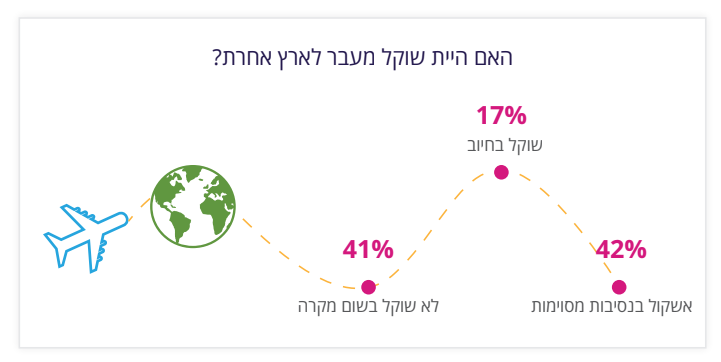 האם היית שוקל מעבר לארץ אחרת?
17%
שוקל בחיוב
42%
אשקול בנסיבות מסוימות
41%
לא שוקל בשום מקרה